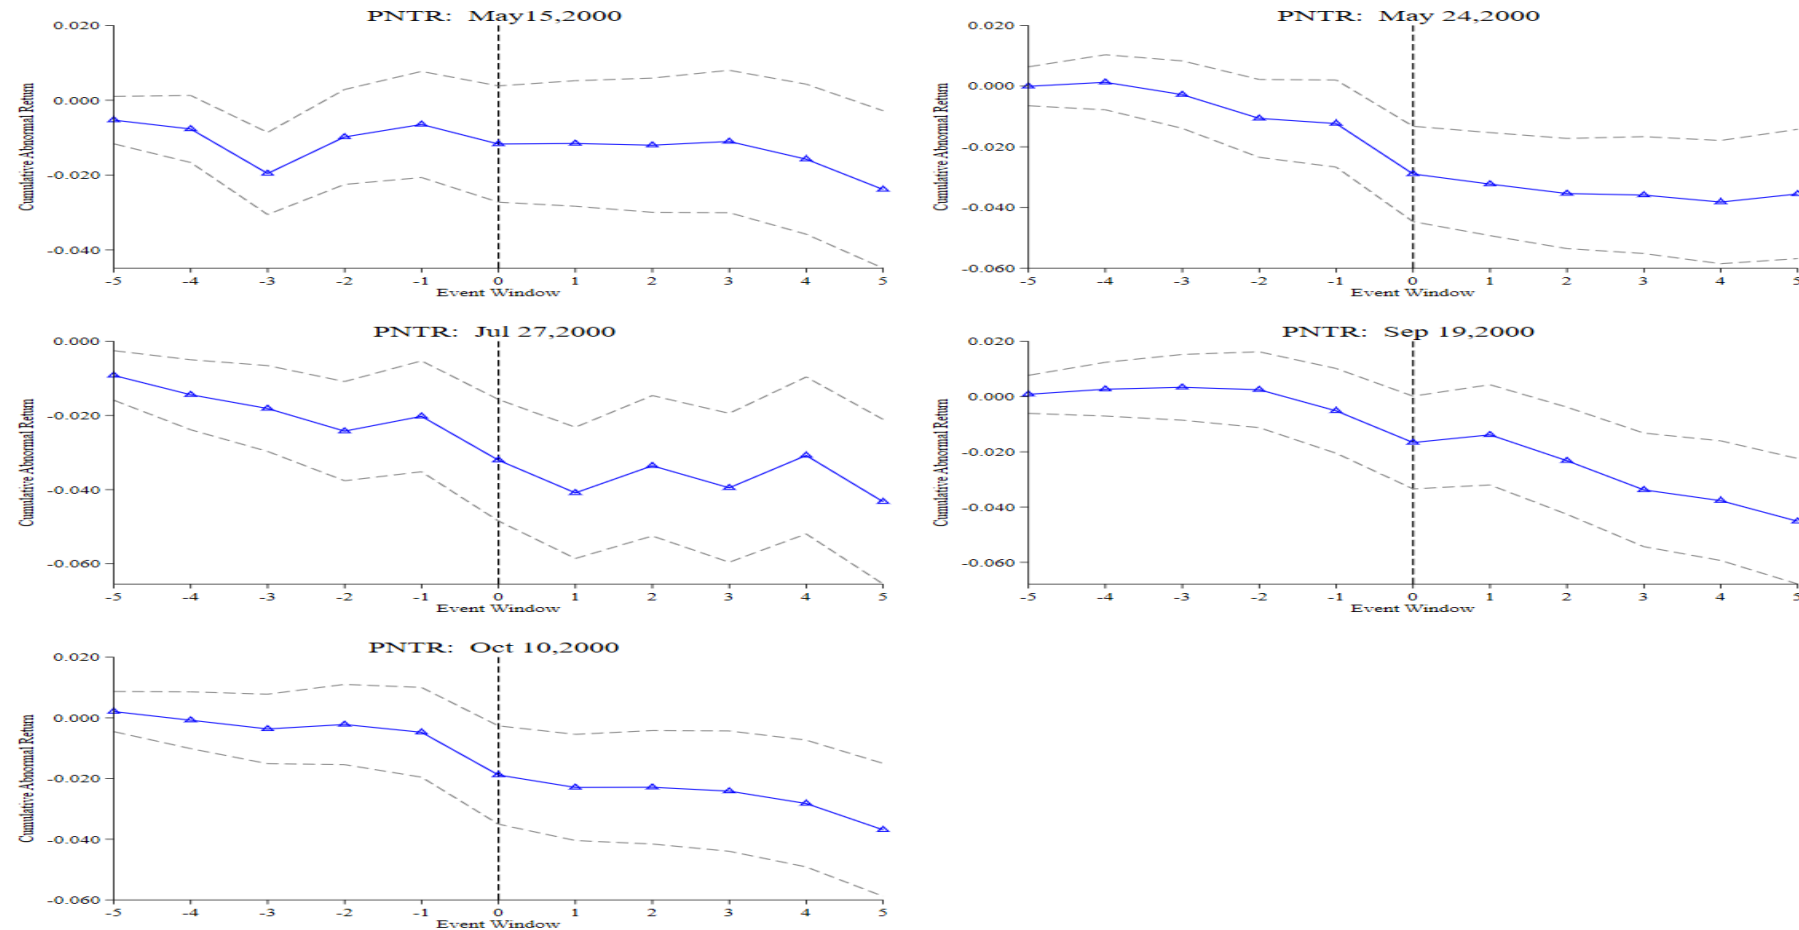 PNTR: May15,2000
Cumulative Abnormal Return
0.020
0.000
-0.020
-0.040
-5 -4 -3 -2 -1 0 1 2 3 4 5
Event Window
PNTR: May 24,2000
Cumulative Abnormal Return
0.020
0.000
-0.020
-0.040
-0.060
-5 -4 -3 -2 -1 0 1 2 3 4 5
Event Window
PNTR: Jul 27,2000
Cumulative Abnormal Return
0.000
-0.020
-0.040
-0.060
-5 -4 -3 -2 -1 0 1 2 3 4 5
Event Window
PNTR: Sep 19,2000
Cumulative Abnormal Return
0.020
0.000
-0.020
-0.040
-0.060
-5 -4 -3 -2 -1 0 1 2 3 4 5
Event Window
PNTR: Oct 10,2000
Cumulative Abnormal Return
0.020
0.000
-0.020
-0.040
-0.060
-5 -4 -3 -2 -1 0 1 2 3 4 5
Event Window